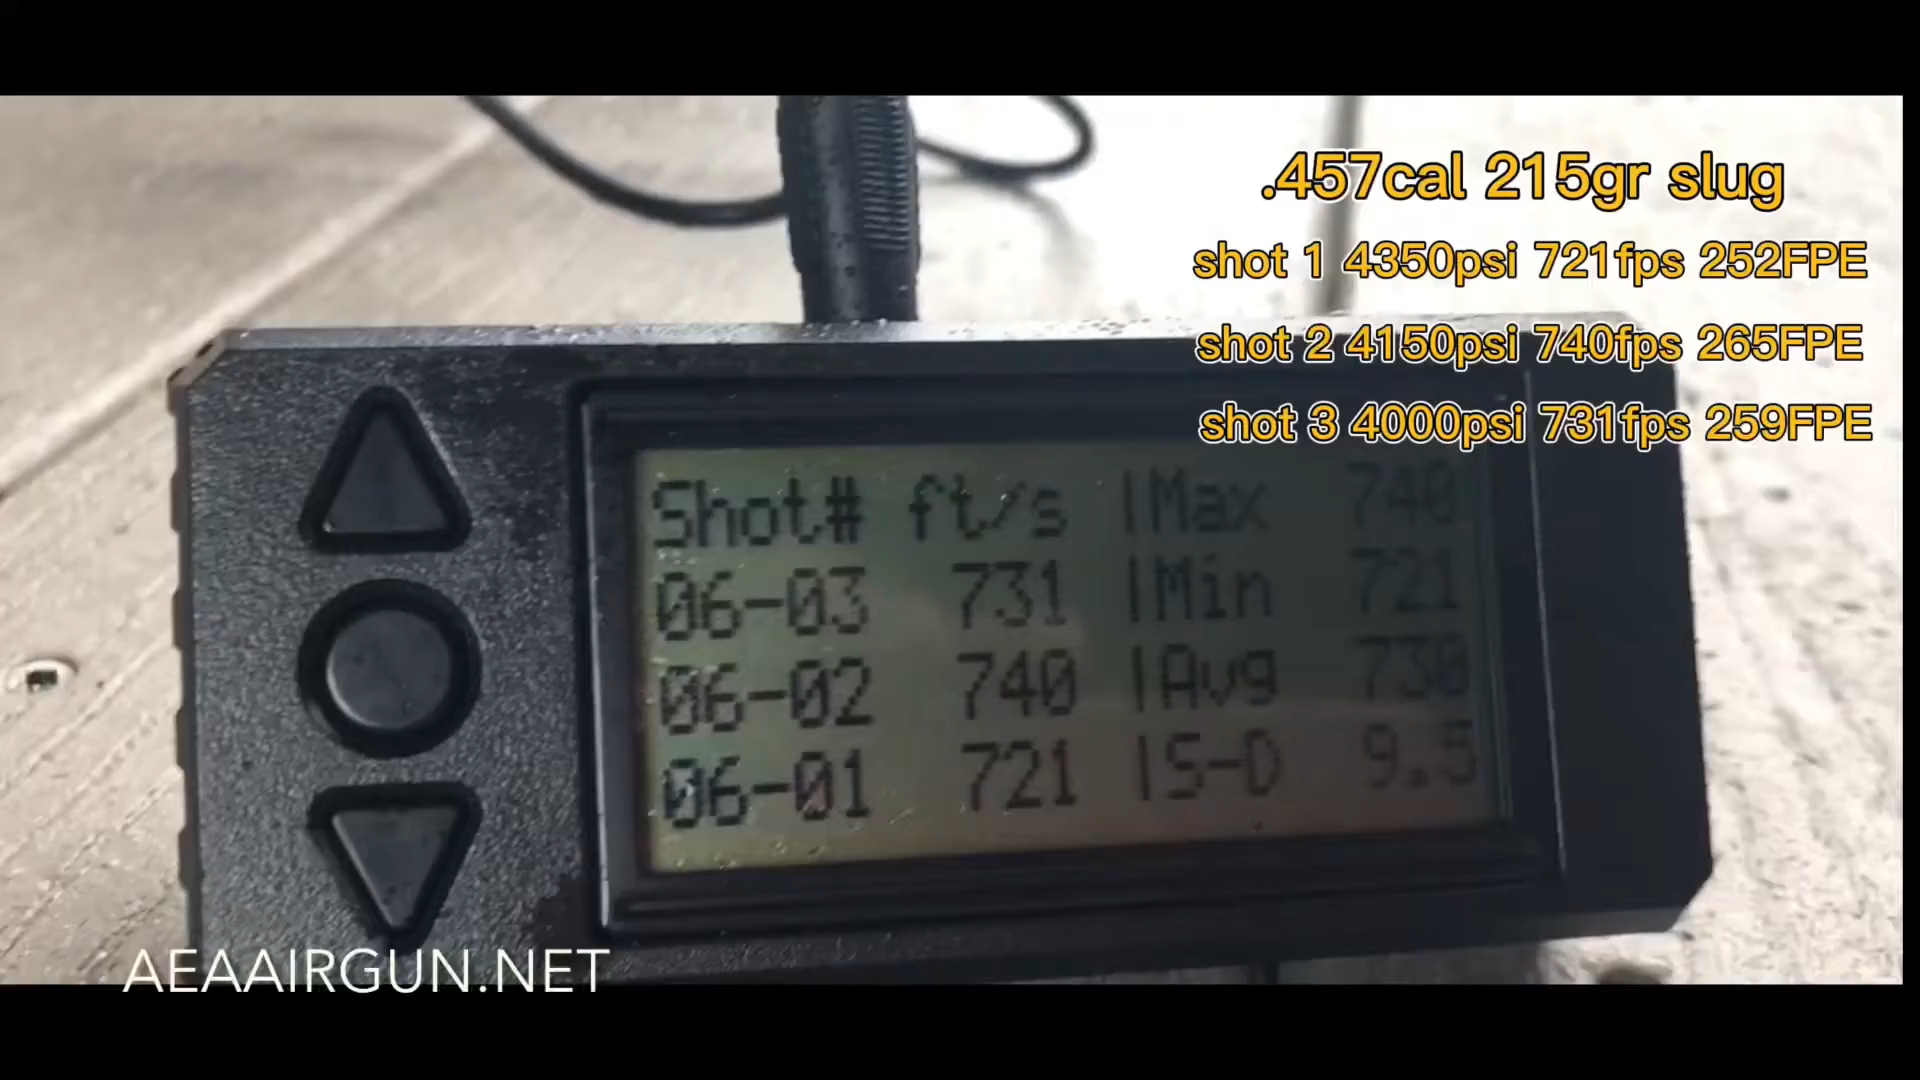 .457cal 215gr slug
shot 1 4350psi 721fps 252FPE
shot 2 4150psi 740fps 265FPE
shot 3 4000psi 731fps 259FPE
Shot# ft/s |Max 740
06-03 731 |Min 721
06-02 740 |Avg 730
06-01 721 |S-D 9.5
AEAAIRGUN.NET